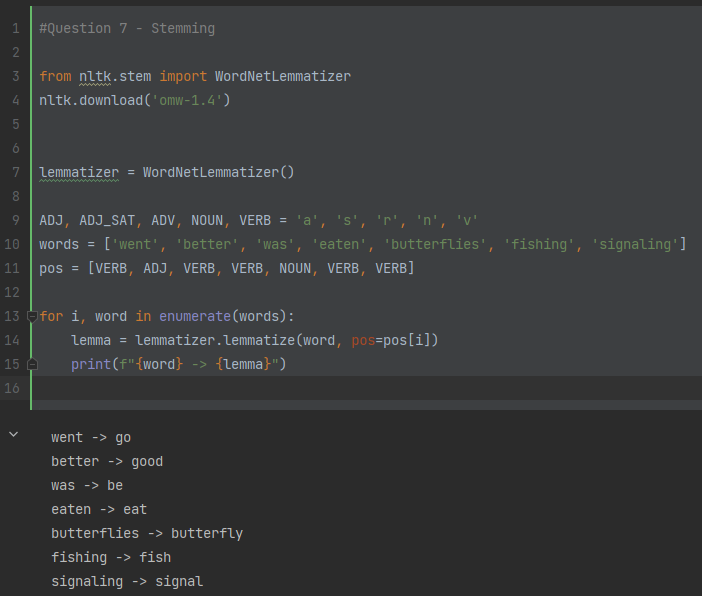 1 #Question 7 - Stemming
2
3 from nltk.stem import WordNetLemmatizer
4 nltk.download('omw-1.4')
5
6
7 lemmatizer = WordNetLemmatizer()
8
9 ADJ, ADJ_SAT, ADV, NOUN, VERB = 'a', 's', 'r', 'n', 'v'
10 words = ['went', 'better', 'was', 'eaten', 'butterflies', 'fishing', 'signaling']
11 pos = [VERB, ADJ, VERB, VERB, NOUN, VERB, VERB]
12
13 for i, word in enumerate(words):
14     lemma = lemmatizer.lemmatize(word, pos=pos[i])
15     print(f"{word} -> {lemma}")
16
went -> go
better -> good
was -> be
eaten -> eat
butterflies -> butterfly
fishing -> fish
signaling -> signal